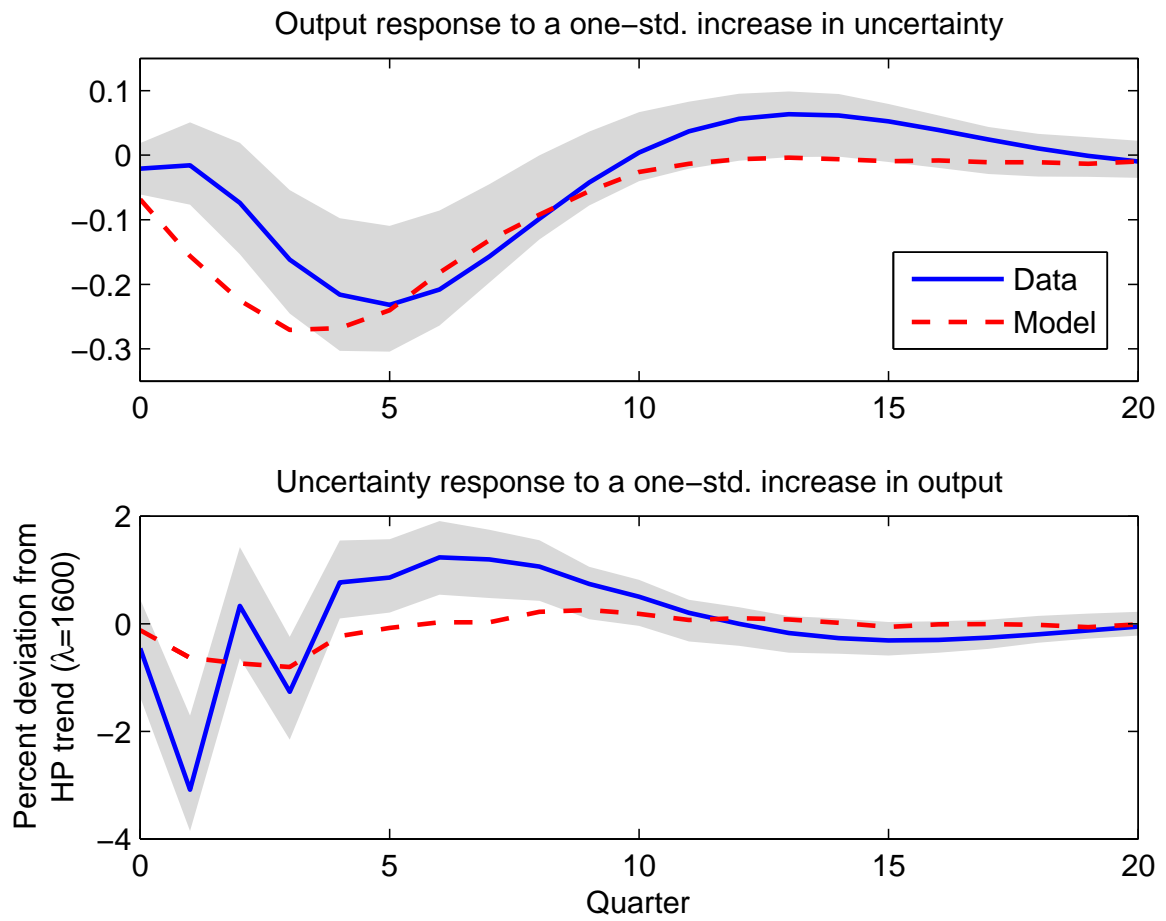 Output response to a one−std. increase in uncertainty
0.1
0
−0.1
−0.2
−0.3
Data
Model
0 5 10 15 20
Uncertainty response to a one−std. increase in output
Percent deviation from
HP trend (λ=1600)
2
0
−2
−4
0 5 10 15 20
Quarter